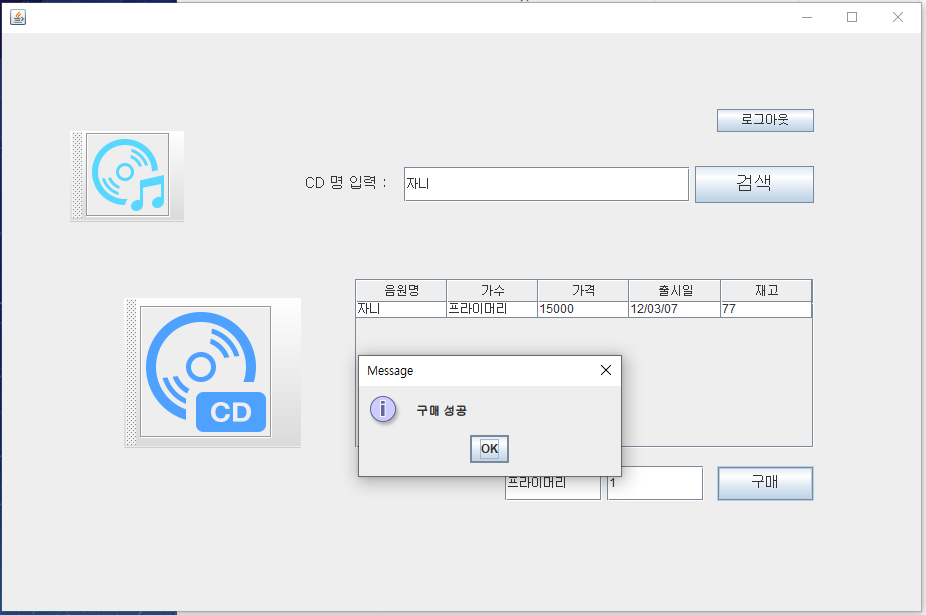 로그아웃
CD 명 입력 : 자니 검색
음원명 가수 가격 출시일 재고
자니 프라이머리 15000 12/03/07 77
CD
Message
구매 성공
OK
프라이머리 1 구매